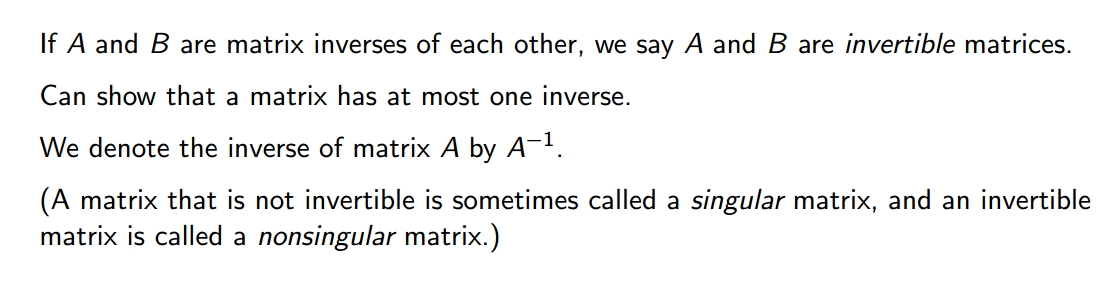 If A and B are matrix inverses of each other, we say A and B are invertible matrices.
Can show that a matrix has at most one inverse.
We denote the inverse of matrix A by A⁻¹.
(A matrix that is not invertible is sometimes called a singular matrix, and an invertible
matrix is called a nonsingular matrix.)